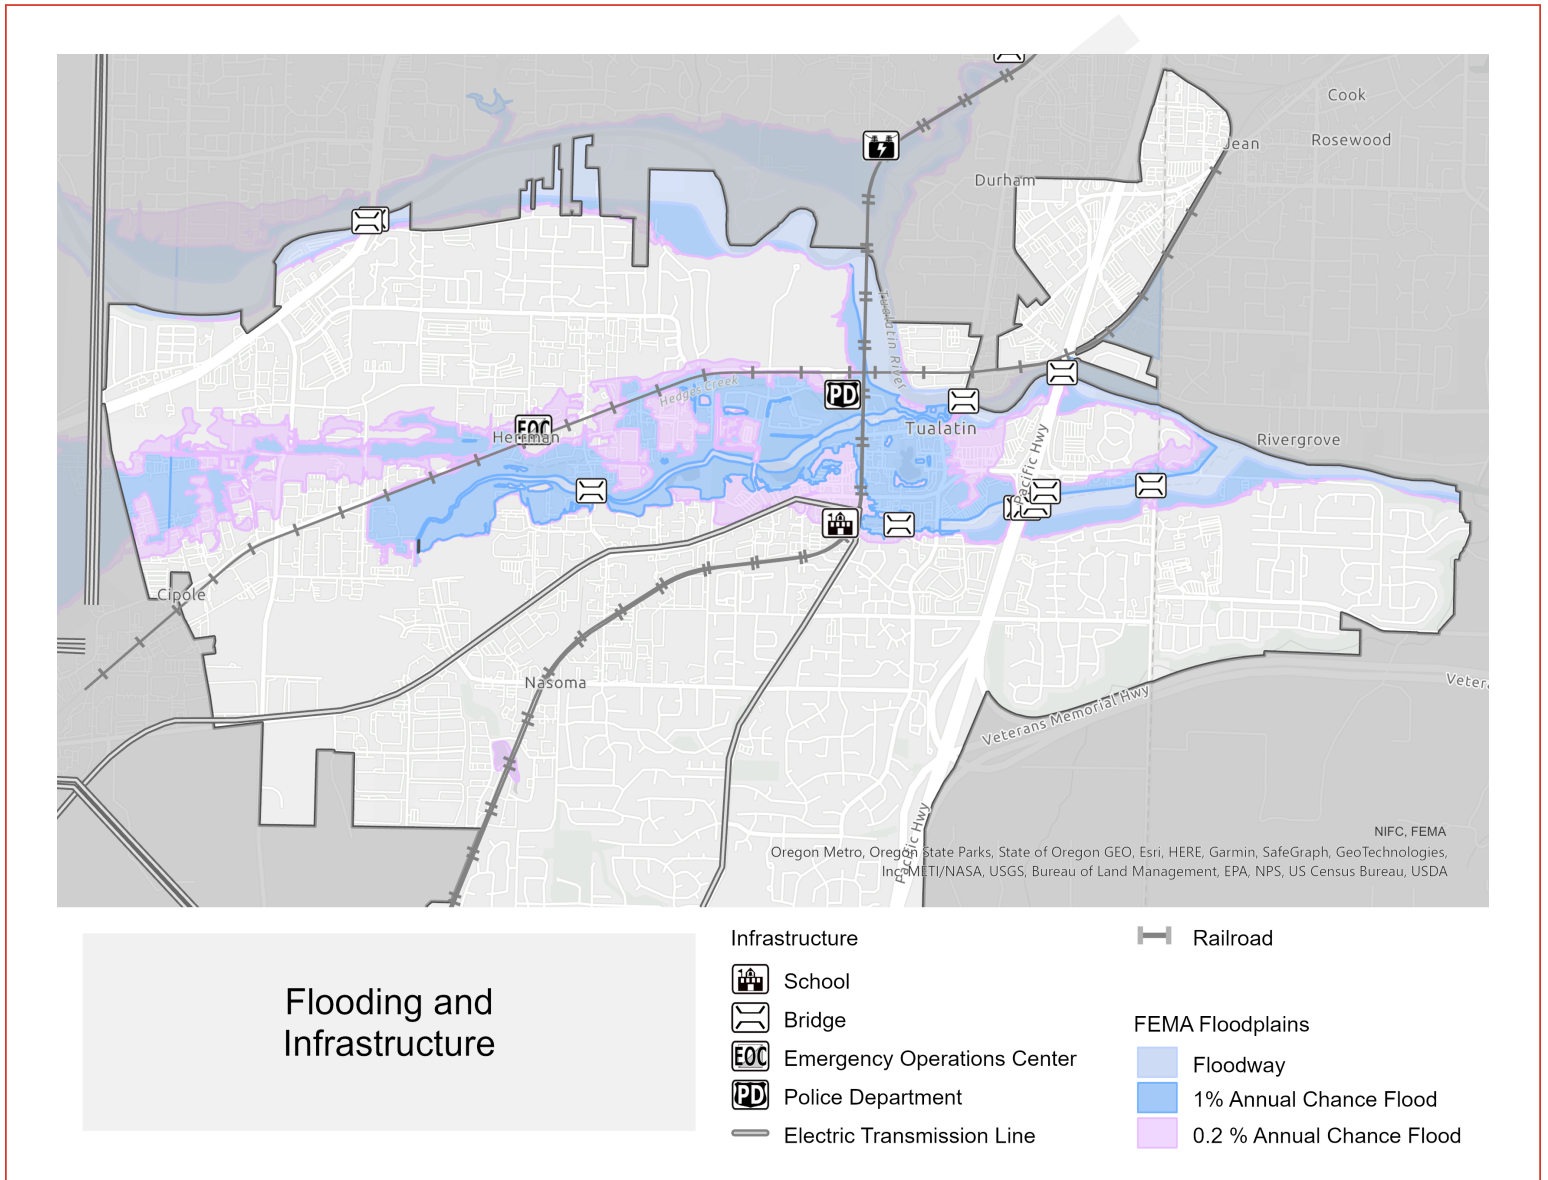 Cook
Rosewood
Jean
Durham
Tualatin River
Hedges Creek
PD
EOC
Herman
Tualatin
Pacific Hwy
Rivergrove
Cipole
Nasoma
Veterans Memorial Hwy
Pacific Hwy
NIFC, FEMA
Oregon Metro, Oregon State Parks, State of Oregon GEO, Esri, HERE, Garmin, SafeGraph, GeoTechnologies,
Inc, METI/NASA, USGS, Bureau of Land Management, EPA, NPS, US Census Bureau, USDA
Flooding and
Infrastructure
Infrastructure
School
Bridge
EOC Emergency Operations Center
PD Police Department
Electric Transmission Line
Railroad
FEMA Floodplains
Floodway
1% Annual Chance Flood
0.2 % Annual Chance Flood